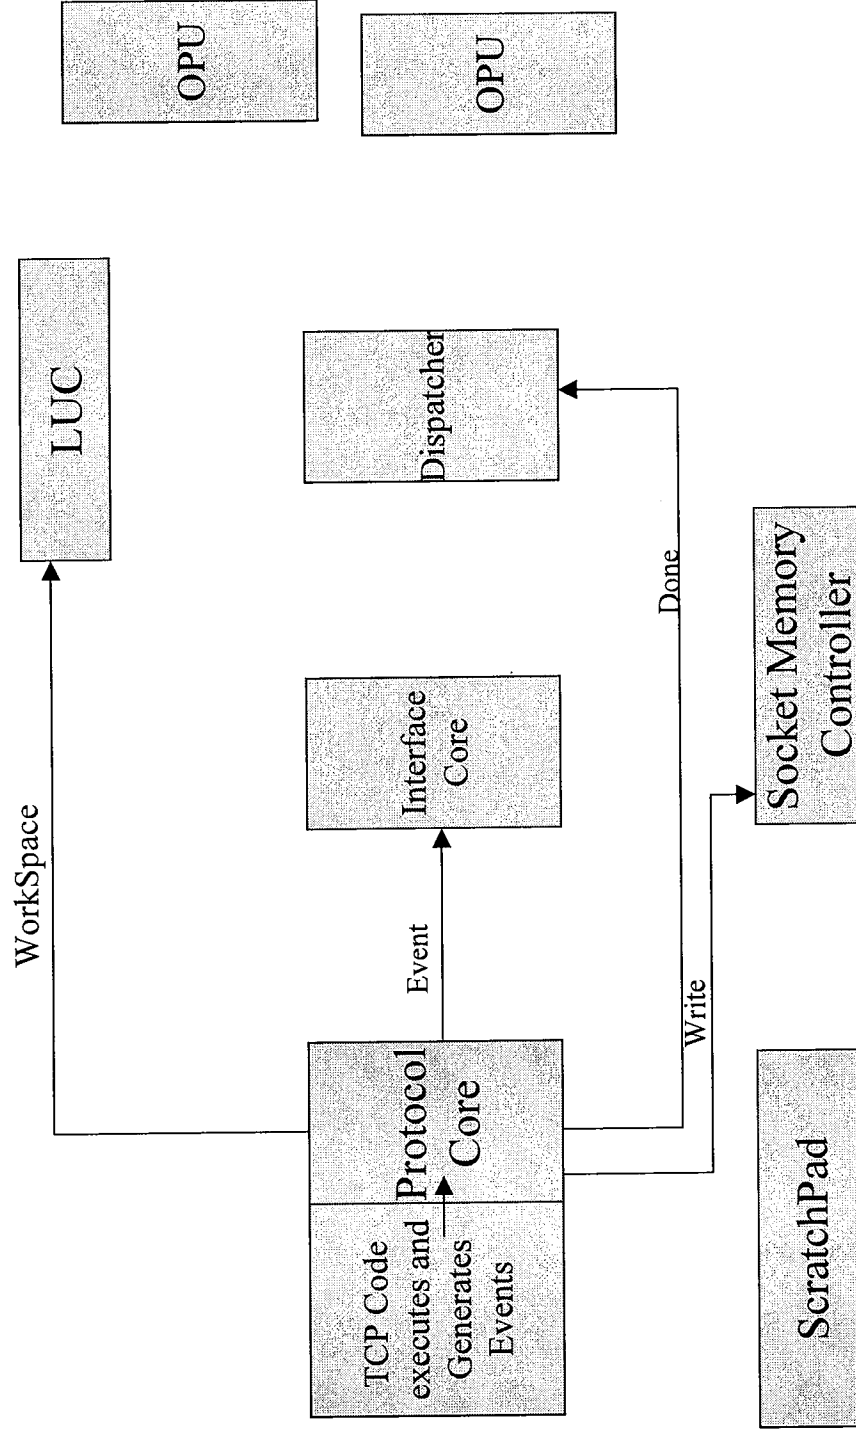 WorkSpace
LUC
OPU
TCP Code
executes and
Generates
Events
Protocol
Core
Event
Interface
Core
Dispatcher
OPU
Done
Write
ScratchPad
Socket Memory
Controller